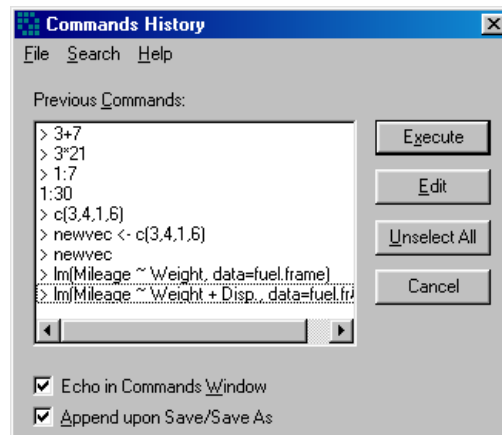 Commands History
File Search Help
Previous Commands:
> 3+7
> 3*21
> 1:7
1:30
> c(3,4,1,6)
> newvec <- c(3,4,1,6)
> newvec
> lm(Mileage ~ Weight, data=fuel.frame)
> lm(Mileage ~ Weight + Disp., data=fuel.fr
Execute
Edit
Unselect All
Cancel
Echo in Commands Window
Append upon Save/Save As